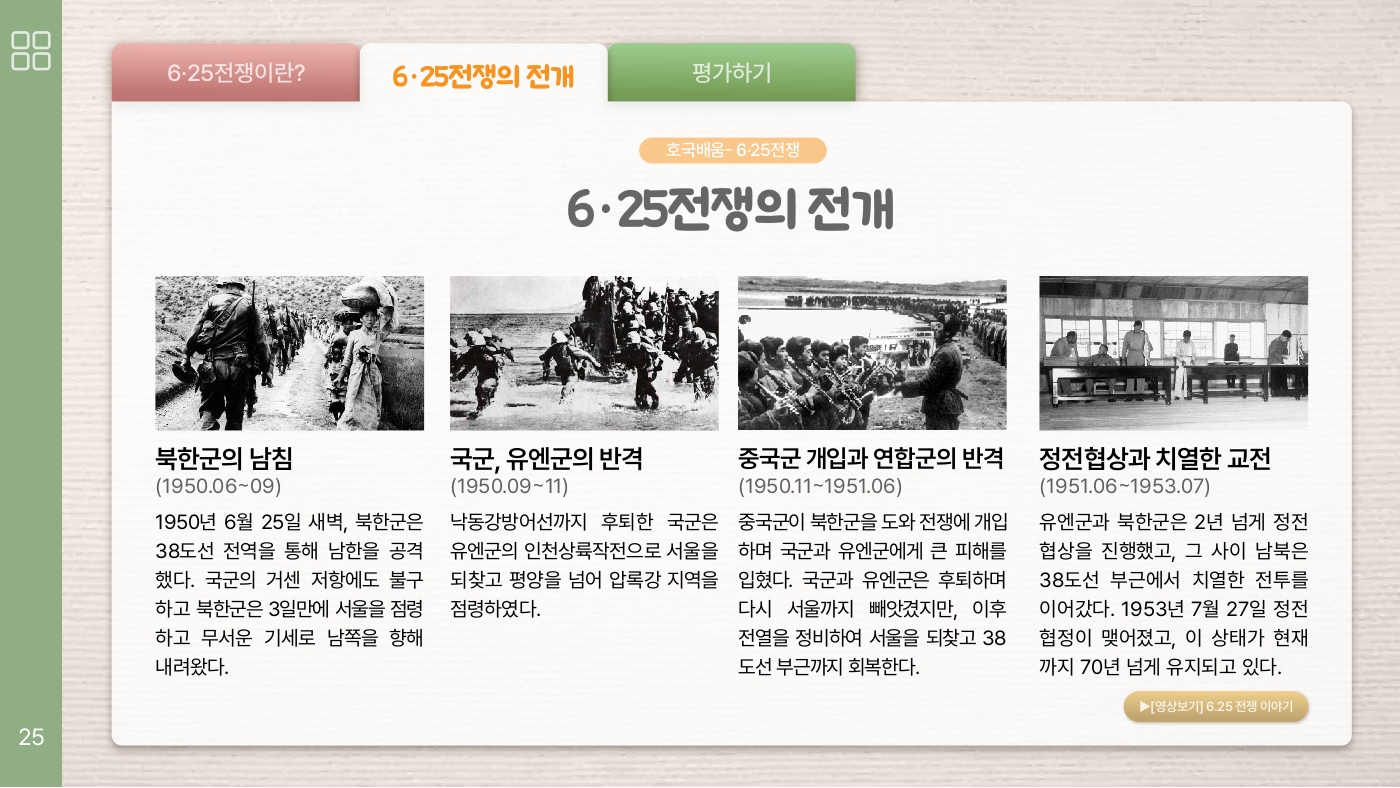 6·25전쟁이란?
6·25전쟁의 전개
평가하기
호국배움- 6·25전쟁
6·25전쟁의 전개
북한군의 남침
(1950.06~09)
1950년 6월 25일 새벽, 북한군은
38도선 전역을 통해 남한을 공격
했다. 국군의 거센 저항에도 불구
하고 북한군은 3일만에 서울을 점령
하고 무서운 기세로 남쪽을 향해
내려왔다.
국군, 유엔군의 반격
(1950.09~11)
낙동강방어선까지 후퇴한 국군은
유엔군의 인천상륙작전으로 서울을
되찾고 평양을 넘어 압록강 지역을
점령하였다.
중국군 개입과 연합군의 반격
(1950.11~1951.06)
중국군이 북한군을 도와 전쟁에 개입
하며 국군과 유엔군에게 큰 피해를
입혔다. 국군과 유엔군은 후퇴하며
다시 서울까지 빼앗겼지만, 이후
전열을 정비하여 서울을 되찾고 38
도선 부근까지 회복한다.
정전협상과 치열한 교전
(1951.06~1953.07)
유엔군과 북한군은 2년 넘게 정전
협상을 진행했고, 그 사이 남북은
38도선 부근에서 치열한 전투를
이어갔다. 1953년 7월 27일 정전
협정이 맺어졌고, 이 상태가 현재
까지 70년 넘게 유지되고 있다.
▶[영상보기] 6.25 전쟁 이야기
25